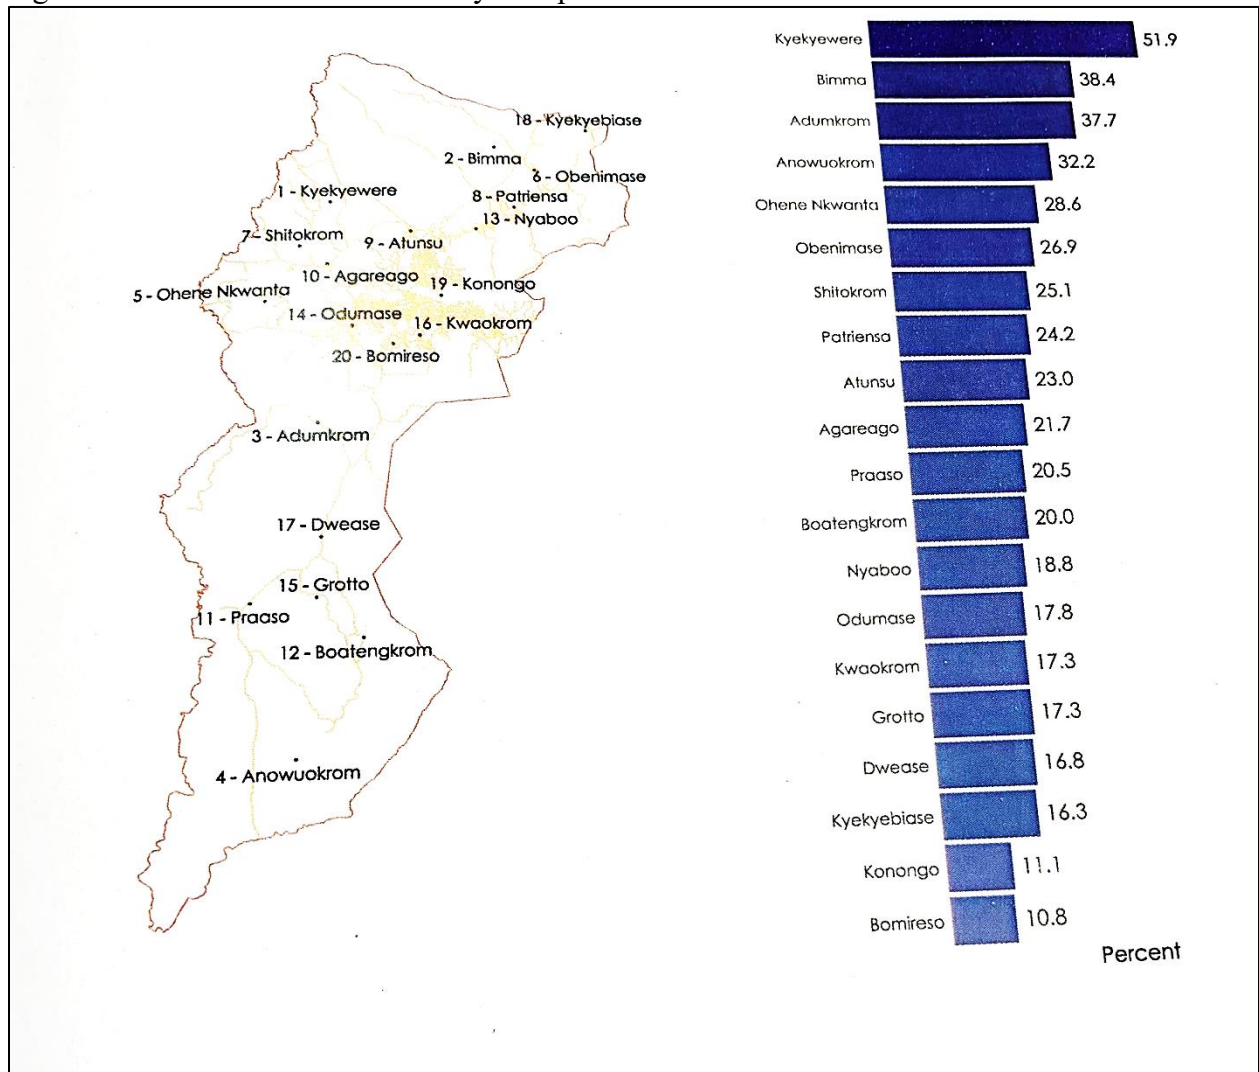 18 - Kyekyebiase
2 - Bimma
6 - Obenimase
1 - Kyekyewere
8 - Patriensa
13 - Nyaboo
7 - Shitokrom
9 - Atunsu
10 - Agareago
5 - Ohene Nkwanta
19 - Konongo
14 - Odumase
16 - Kwaokrom
20 - Bomireso
3 - Adumkrom
17 - Dwease
15 - Grotto
11 - Praaso
12 - Boatengkrom
4 - Anowuokrom
Kyekyewere 51.9
Bimma 38.4
Adumkrom 37.7
Anowuokrom 32.2
Ohene Nkwanta 28.6
Obenimase 26.9
Shitokrom 25.1
Patriensa 24.2
Atunsu 23.0
Agareago 21.7
Praaso 20.5
Boatengkrom 20.0
Nyaboo 18.8
Odumase 17.8
Kwaokrom 17.3
Grotto 17.3
Dwease 16.8
Kyekyebiase 16.3
Konongo 11.1
Bomireso 10.8
Percent